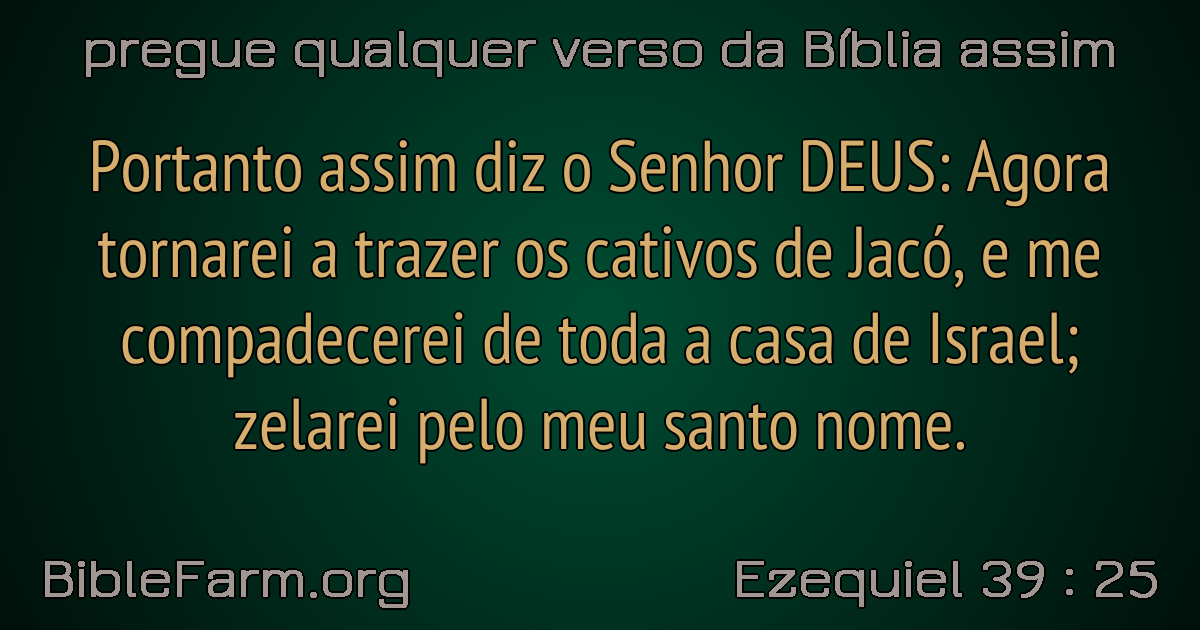 pregue qualquer verso da Bíblia assim
Portanto assim diz o Senhor DEUS: Agora
tornarei a trazer os cativos de Jacó, e me
compadecerei de toda a casa de Israel;
zelarei pelo meu santo nome.
BibleFarm.org
Ezequiel 39 : 25